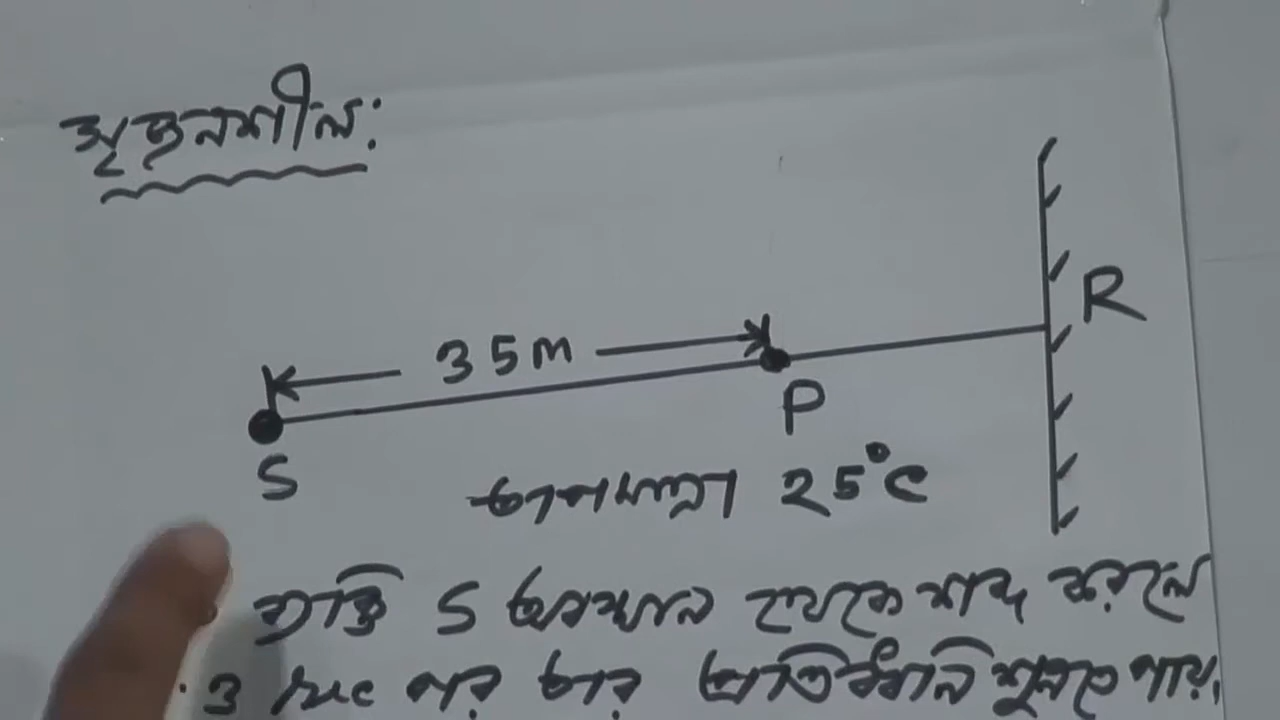 সৃজনশীল:
35m
R
S
P
তাপমাত্রা 25°C
ব্যক্তি S অবস্থান থেকে শব্দ করলে
.3 sec পর তার প্রতিধ্বনি শুনতে পায়।